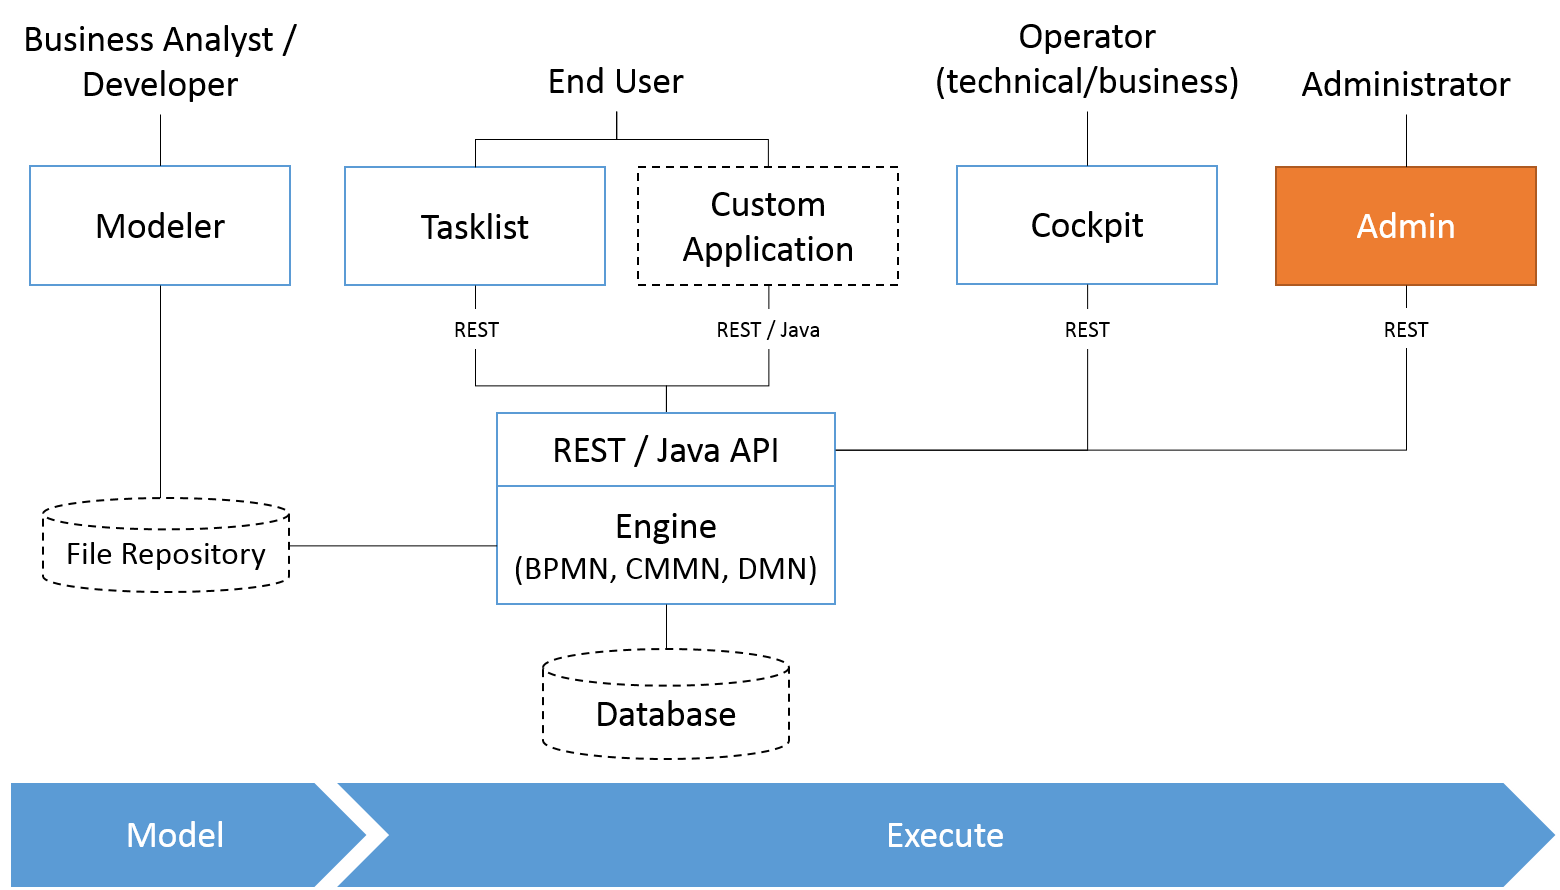 Business Analyst /
Developer
End User
Operator
(technical/business)
Administrator
Modeler
Tasklist
Custom
Application
Cockpit
Admin
REST
REST / Java
REST
REST
REST / Java API
Engine
(BPMN, CMMN, DMN)
File Repository
Database
Model
Execute